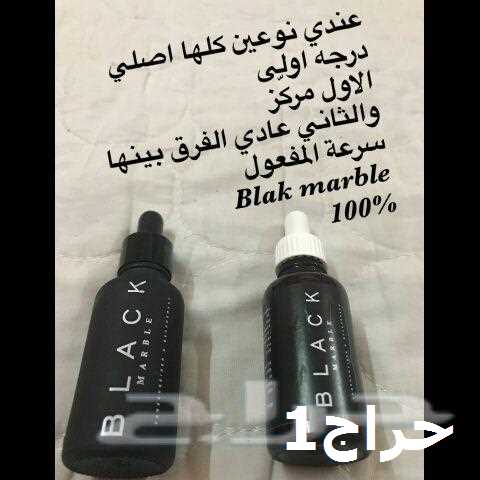 عندي نوعين كلها اصلي
درجه اولى
الاول مركّز
والثاني عادي الفرق بينها
سرعة المفعول
Blak marble
100%
BLACK
MARBLE
BLACK
MARBLE
حراج1